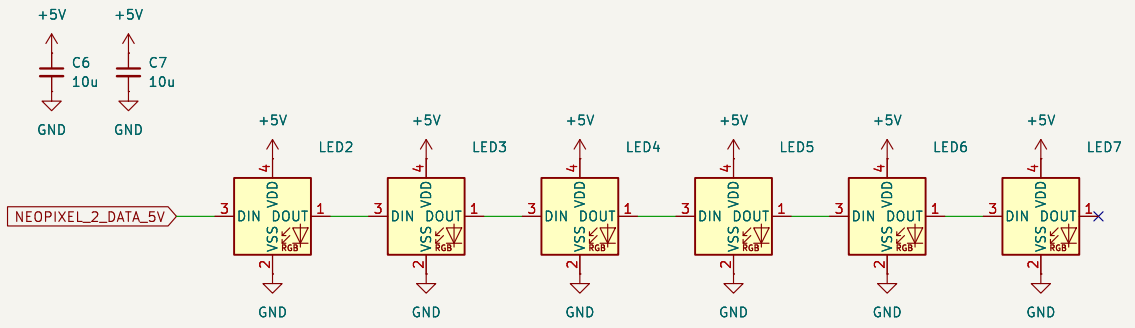 +5V +5V
C6 C7
10u 10u
GND GND
+5V +5V +5V +5V +5V +5V
LED2 LED3 LED4 LED5 LED6 LED7
4 4 4 4 4 4
VDD VDD VDD VDD VDD VDD
NEOPIXEL_2_DATA_5V 3 DIN DOUT 1 3 DIN DOUT 1 3 DIN DOUT 1 3 DIN DOUT 1 3 DIN DOUT 1 3 DIN DOUT 1
VSS RGB VSS RGB VSS RGB VSS RGB VSS RGB VSS RGB
2 2 2 2 2 2
GND GND GND GND GND GND